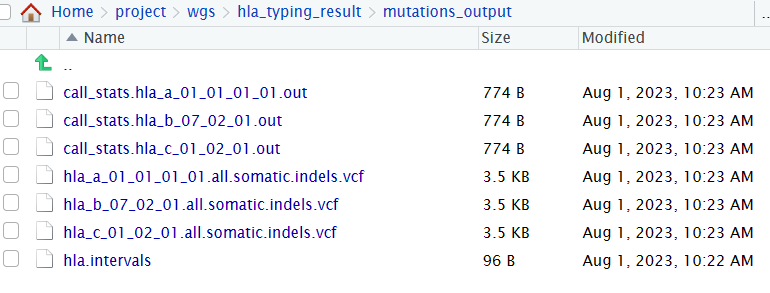 Home > project > wgs > hla_typing_result > mutations_output ..
Name Size Modified
..
call_stats.hla_a_01_01_01_01.out 774 B Aug 1, 2023, 10:23 AM
call_stats.hla_b_07_02_01.out 774 B Aug 1, 2023, 10:23 AM
call_stats.hla_c_01_02_01.out 774 B Aug 1, 2023, 10:23 AM
hla_a_01_01_01_01.all.somatic.indels.vcf 3.5 KB Aug 1, 2023, 10:23 AM
hla_b_07_02_01.all.somatic.indels.vcf 3.5 KB Aug 1, 2023, 10:23 AM
hla_c_01_02_01.all.somatic.indels.vcf 3.5 KB Aug 1, 2023, 10:23 AM
hla.intervals 96 B Aug 1, 2023, 10:22 AM